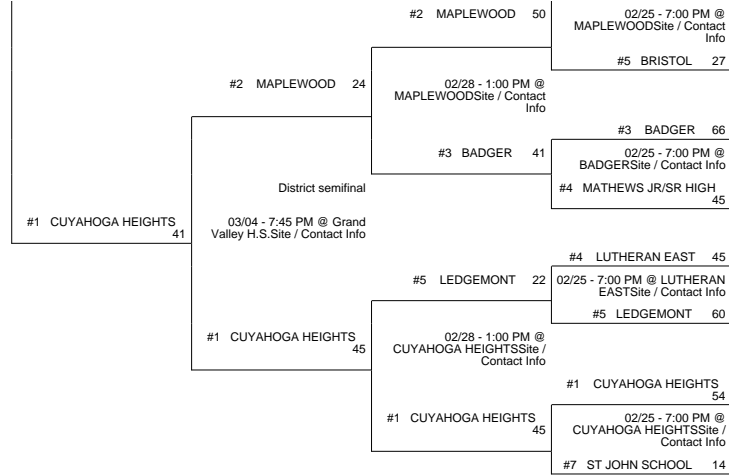 #2 MAPLEWOOD 50
02/25 - 7:00 PM @
MAPLEWOODSite / Contact
Info
#5 BRISTOL 27
#2 MAPLEWOOD 24
02/28 - 1:00 PM @
MAPLEWOODSite / Contact
Info
#3 BADGER 66
#3 BADGER 41
02/25 - 7:00 PM @
BADGERSite / Contact Info
District semifinal
#4 MATHEWS JR/SR HIGH
45
#1 CUYAHOGA HEIGHTS
41
03/04 - 7:45 PM @ Grand
Valley H.S.Site / Contact Info
#4 LUTHERAN EAST 45
#5 LEDGEMONT 22
02/25 - 7:00 PM @ LUTHERAN
EASTSite / Contact Info
#5 LEDGEMONT 60
#1 CUYAHOGA HEIGHTS
45
02/28 - 1:00 PM @
CUYAHOGA HEIGHTSSite /
Contact Info
#1 CUYAHOGA HEIGHTS
54
#1 CUYAHOGA HEIGHTS
45
02/25 - 7:00 PM @
CUYAHOGA HEIGHTSSite /
Contact Info
#7 ST JOHN SCHOOL 14